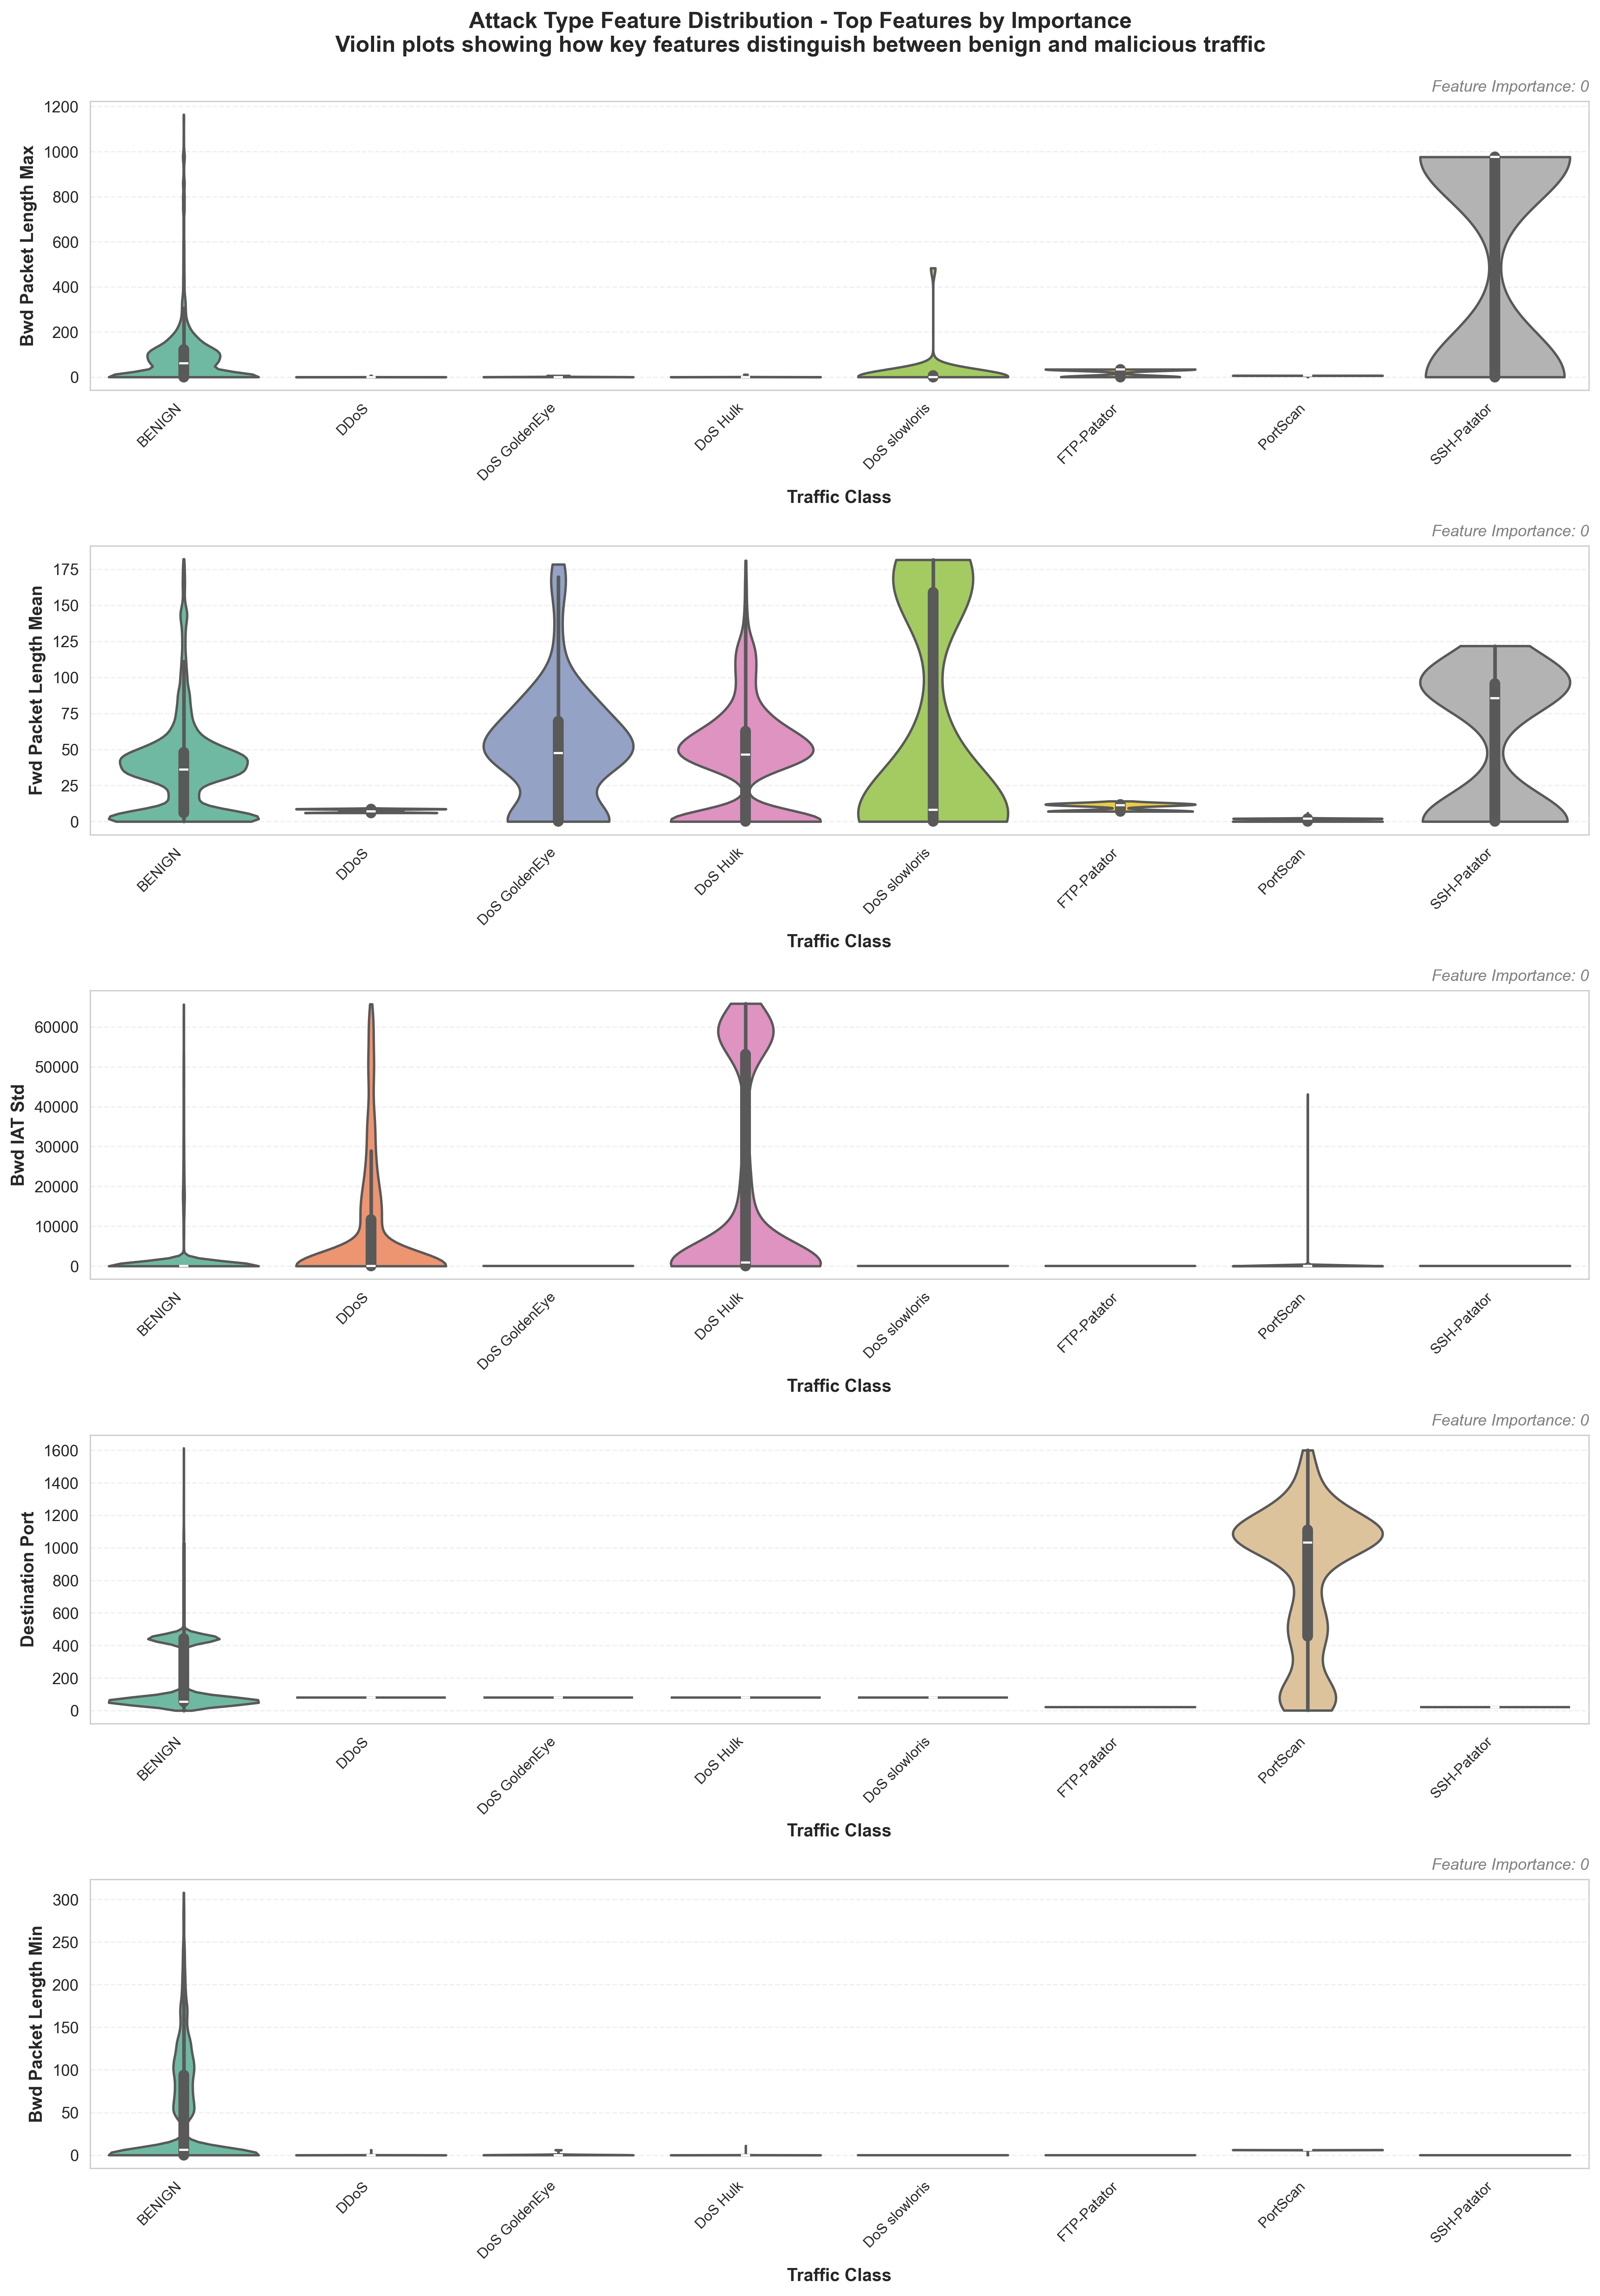 Attack Type Feature Distribution - Top Features by Importance
Violin plots showing how key features distinguish between benign and malicious traffic
Feature Importance: 0
Bwd Packet Length Max
1200
1000
800
600
400
200
0
BENIGN
DDoS
DoS GoldenEye
DoS Hulk
DoS slowloris
FTP-Patator
PortScan
SSH-Patator
Traffic Class
Feature Importance: 0
Fwd Packet Length Mean
175
150
125
100
75
50
25
0
BENIGN
DDoS
DoS GoldenEye
DoS Hulk
DoS slowloris
FTP-Patator
PortScan
SSH-Patator
Traffic Class
Feature Importance: 0
Bwd IAT Std
60000
50000
40000
30000
20000
10000
0
BENIGN
DDoS
DoS GoldenEye
DoS Hulk
DoS slowloris
FTP-Patator
PortScan
SSH-Patator
Traffic Class
Feature Importance: 0
Destination Port
1600
1400
1200
1000
800
600
400
200
0
BENIGN
DDoS
DoS GoldenEye
DoS Hulk
DoS slowloris
FTP-Patator
PortScan
SSH-Patator
Traffic Class
Feature Importance: 0
Bwd Packet Length Min
300
250
200
150
100
50
0
BENIGN
DDoS
DoS GoldenEye
DoS Hulk
DoS slowloris
FTP-Patator
PortScan
SSH-Patator
Traffic Class